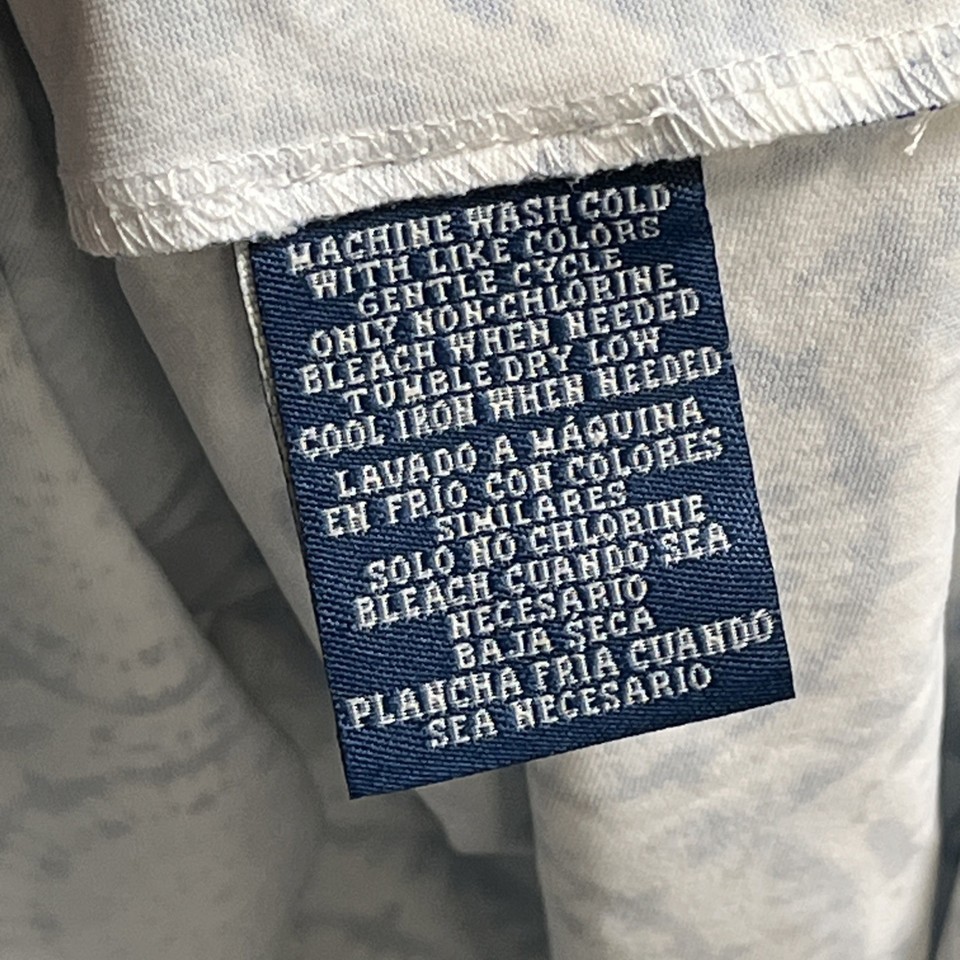 MACHINE WASH COLD
WITH LIKE COLORS
GENTLE CYCLE
ONLY NON-CHLORINE
BLEACH WHEN NEEDED
TUMBLE DRY LOW
COOL IRON WHEN NEEDED
LAVADO A MÁQUINA
EN FRÍO CON COLORES
SIMILARES
SOLO NO CHLORINE
BLEACH CUANDO SEA
NECESARIO
BAJA SECA
PLANCHA FRÍA CUANDO
SEA NECESARIO